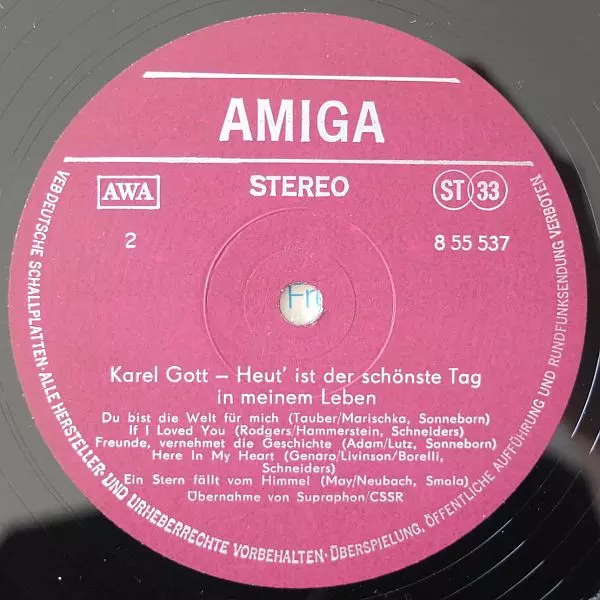 AMIGA
AWA
STEREO
ST 33
2
8 55 537
Fre
Karel Gott – Heut' ist der schönste Tag
in meinem Leben
Du bist die Welt für mich (Tauber/Marischka, Sonneborn)
If I Loved You (Rodgers/Hammerstein, Schneiders)
Freunde, vernehmet die Geschichte (Adam/Lutz, Sonneborn)
Here In My Heart (Genaro/Livinson/Borelli,
Schneiders)
Ein Stern fällt vom Himmel (May/Neubach, Smola)
Übernahme von Supraphon/CSSR
VEB DEUTSCHE SCHALLPLATTEN · ALLE HERSTELLER- UND URHEBERRECHTE VORBEHALTEN · ÜBERSPIELUNG, ÖFFENTLICHE AUFFÜHRUNG UND RUNDFUNKSENDUNG VERBOTEN